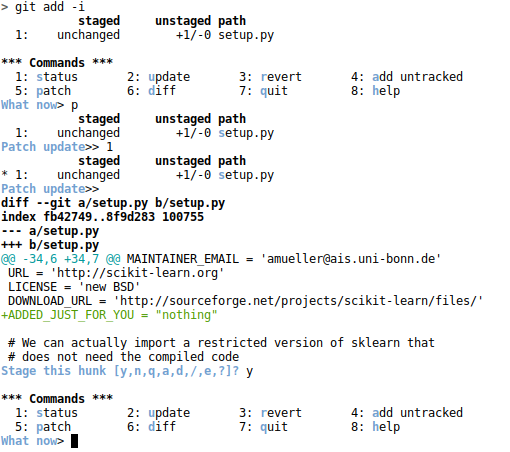 > git add -i
staged unstaged path
1: unchanged +1/-0 setup.py
*** Commands ***
1: status 2: update 3: revert 4: add untracked
5: patch 6: diff 7: quit 8: help
What now> p
staged unstaged path
1: unchanged +1/-0 setup.py
Patch update>> 1
staged unstaged path
* 1: unchanged +1/-0 setup.py
Patch update>>
diff --git a/setup.py b/setup.py
index fb42749..8f9d283 100755
--- a/setup.py
+++ b/setup.py
@@ -34,6 +34,7 @@ MAINTAINER_EMAIL = 'amueller@ais.uni-bonn.de'
URL = 'http://scikit-learn.org'
LICENSE = 'new BSD'
DOWNLOAD_URL = 'http://sourceforge.net/projects/scikit-learn/files/'
+ADDED_JUST_FOR_YOU = "nothing"
# We can actually import a restricted version of sklearn that
# does not need the compiled code
Stage this hunk [y,n,q,a,d,/,e,?]? y
*** Commands ***
1: status 2: update 3: revert 4: add untracked
5: patch 6: diff 7: quit 8: help
What now>